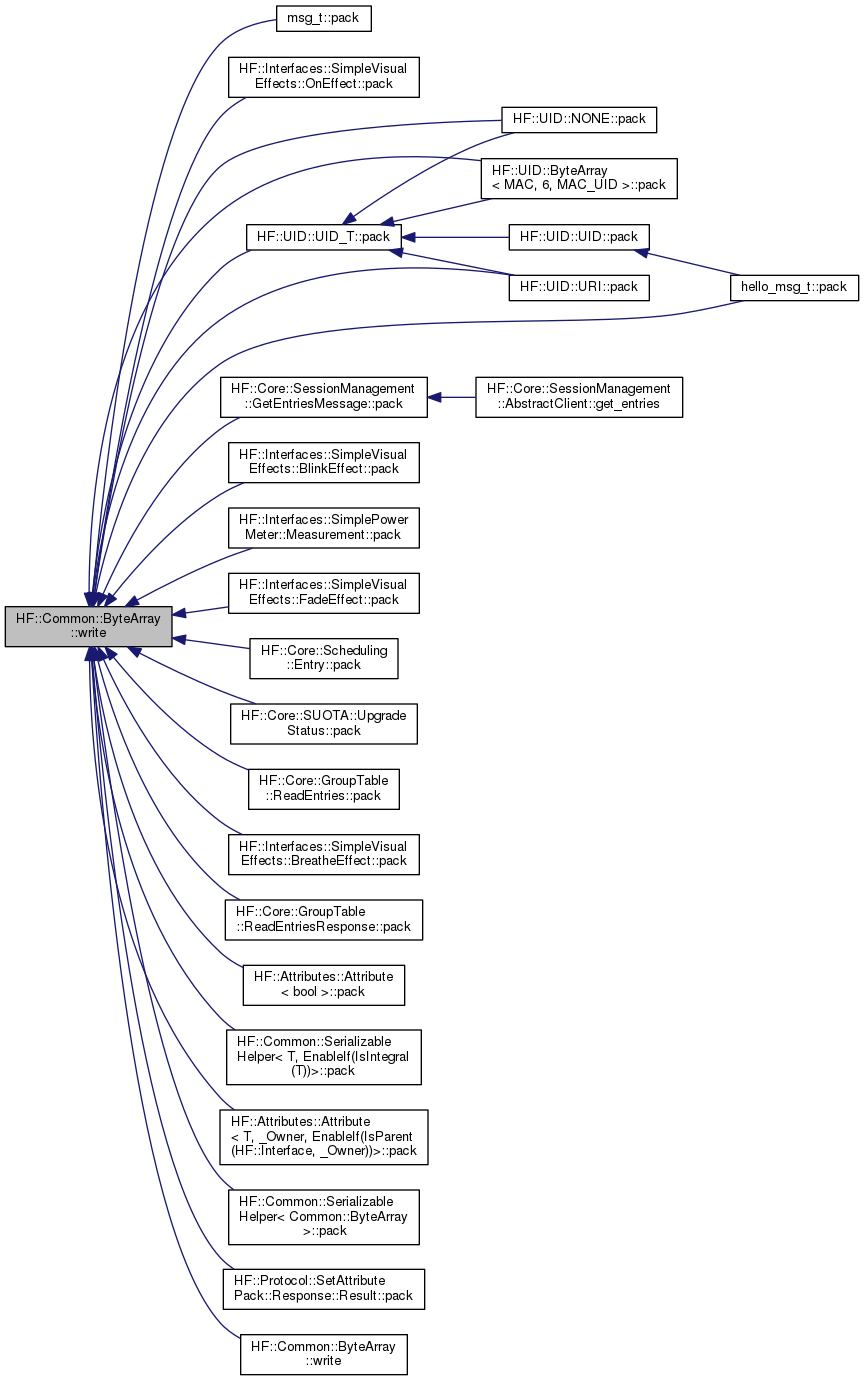 msg_t::pack
HF::Interfaces::SimpleVisual
Effects::OnEffect::pack
HF::UID::NONE::pack
HF::UID::ByteArray
< MAC, 6, MAC_UID >::pack
HF::UID::UID_T::pack
HF::UID::UID::pack
HF::UID::URI::pack
hello_msg_t::pack
HF::Core::SessionManagement
::GetEntriesMessage::pack
HF::Core::SessionManagement
::AbstractClient::get_entries
HF::Interfaces::SimpleVisual
Effects::BlinkEffect::pack
HF::Interfaces::SimplePower
Meter::Measurement::pack
HF::Interfaces::SimpleVisual
Effects::FadeEffect::pack
HF::Common::ByteArray
::write
HF::Core::Scheduling
::Entry::pack
HF::Core::SUOTA::Upgrade
Status::pack
HF::Core::GroupTable
::ReadEntries::pack
HF::Interfaces::SimpleVisual
Effects::BreatheEffect::pack
HF::Core::GroupTable
::ReadEntriesResponse::pack
HF::Attributes::Attribute
< bool >::pack
HF::Common::Serializable
Helper< T, EnableIf(IsIntegral
(T))>::pack
HF::Attributes::Attribute
< T, _Owner, EnableIf(IsParent
(HF::Interface, _Owner))>::pack
HF::Common::Serializable
Helper< Common::ByteArray
>::pack
HF::Protocol::SetAttribute
Pack::Response::Result::pack
HF::Common::ByteArray
::write